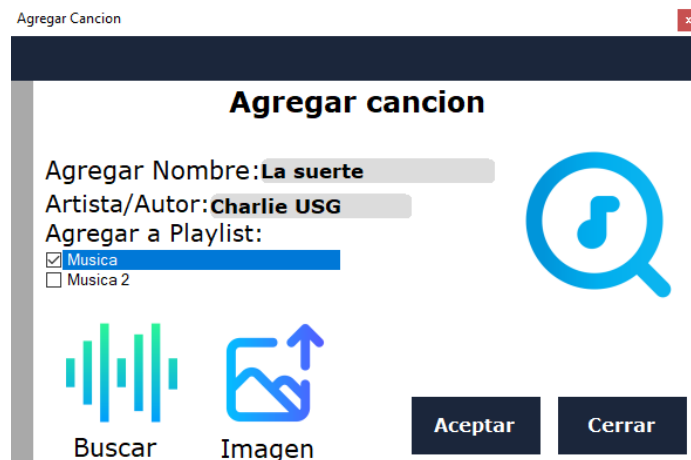 Agregar Cancion
x
Agregar cancion
Agregar Nombre:La suerte
Artista/Autor:Charlie USG
Agregar a Playlist:
Musica
Musica 2
Aceptar Cerrar
Buscar Imagen